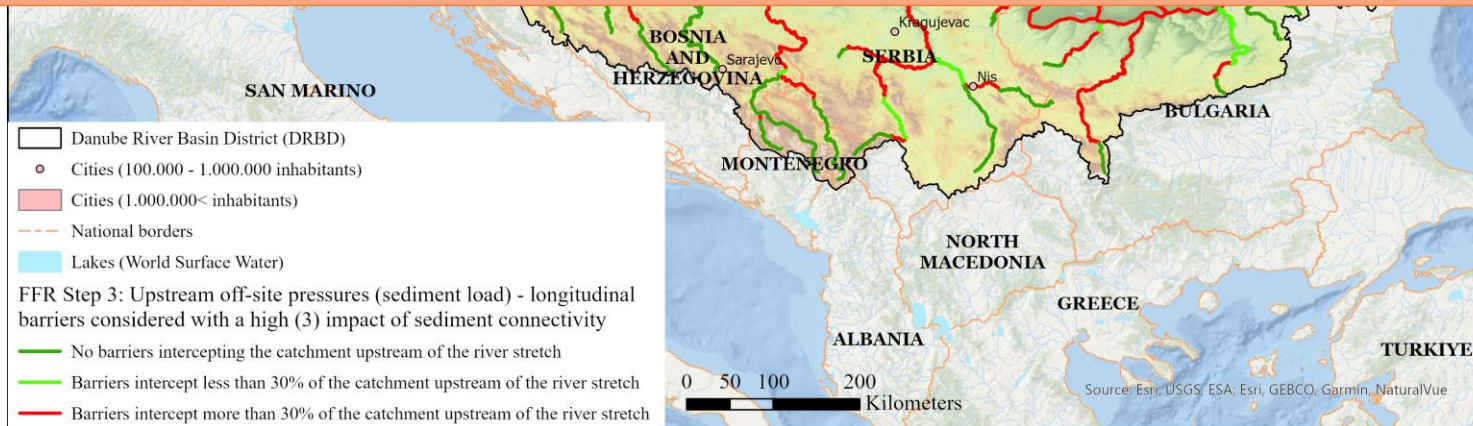 Kragujevac
BOSNIA
AND
HERZEGOVINA
Sarajevo
SERBIA
SAN MARINO
Nis
BULGARIA
MONTENEGRO
NORTH
MACEDONIA
GREECE
ALBANIA
TURKIYE
Danube River Basin District (DRBD)
Cities (100.000 - 1.000.000 inhabitants)
Cities (1.000.000< inhabitants)
National borders
Lakes (World Surface Water)
FFR Step 3: Upstream off-site pressures (sediment load) - longitudinal
barriers considered with a high (3) impact of sediment connectivity
No barriers intercepting the catchment upstream of the river stretch
Barriers intercept less than 30% of the catchment upstream of the river stretch
Barriers intercept more than 30% of the catchment upstream of the river stretch
0 50 100 200
Kilometers
Source: Esri, USGS, ESA; Esri, GEBCO, Garmin, NaturalVue